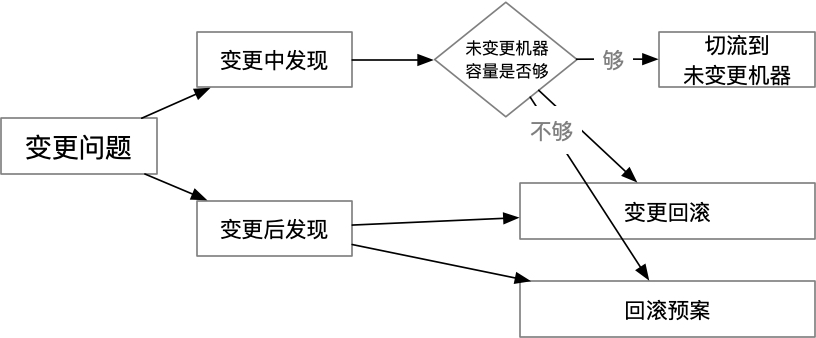 变更问题
变更中发现
未变更机器
容量是否够
够
切流到
未变更机器
不够
变更后发现
变更回滚
回滚预案